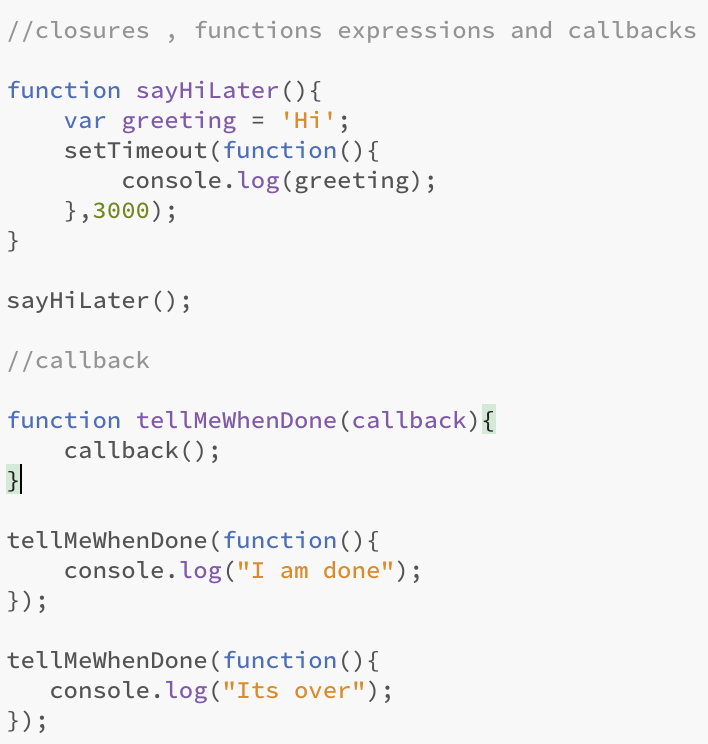 //closures , functions expressions and callbacks
function sayHiLater(){
    var greeting = 'Hi';
    setTimeout(function(){
        console.log(greeting);
    },3000);
}
sayHiLater();
//callback
function tellMeWhenDone(callback){
    callback();
}
tellMeWhenDone(function(){
    console.log("I am done");
});
tellMeWhenDone(function(){
   console.log("Its over");
});